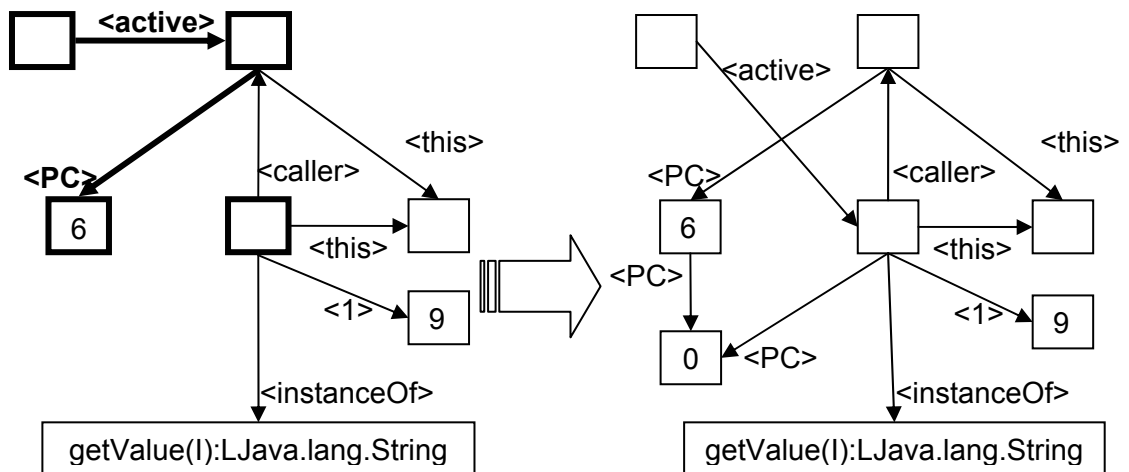 <active>
<active>
<this>
<this>
<caller>
<caller>
<PC>
<PC>
6
6
<this>
<this>
<PC>
<1>
<1>
9
9
0
<PC>
<instanceOf>
<instanceOf>
getValue(I):LJava.lang.String
getValue(I):LJava.lang.String